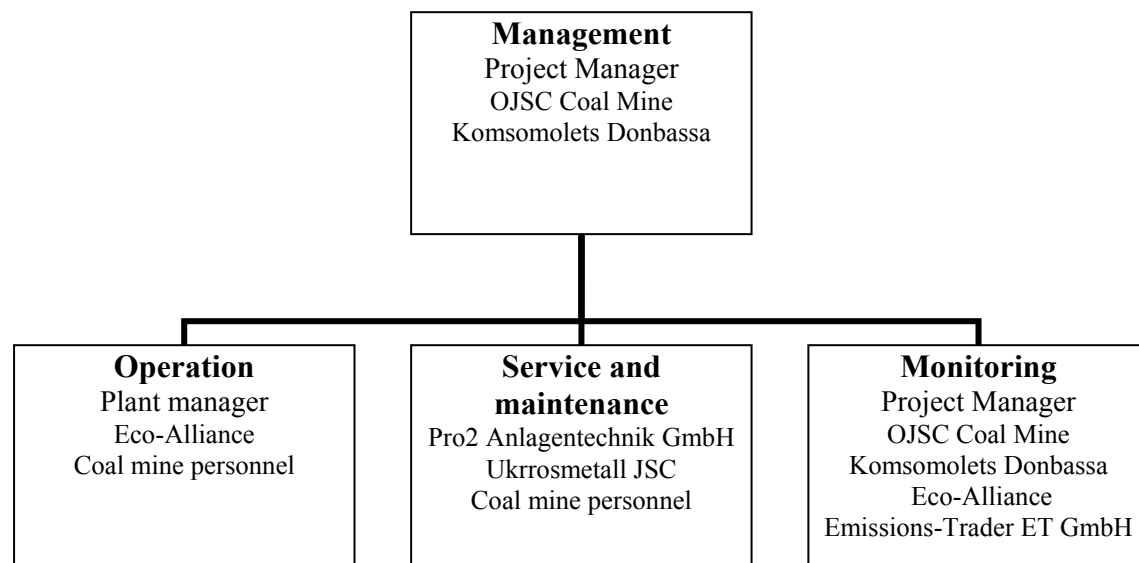 Management
Project Manager
OJSC Coal Mine
Komsomolets Donbassa
Operation
Plant manager
Eco-Alliance
Coal mine personnel
Service and
maintenance
Pro2 Anlagentechnik GmbH
Ukrrosmetall JSC
Coal mine personnel
Monitoring
Project Manager
OJSC Coal Mine
Komsomolets Donbassa
Eco-Alliance
Emissions-Trader ET GmbH